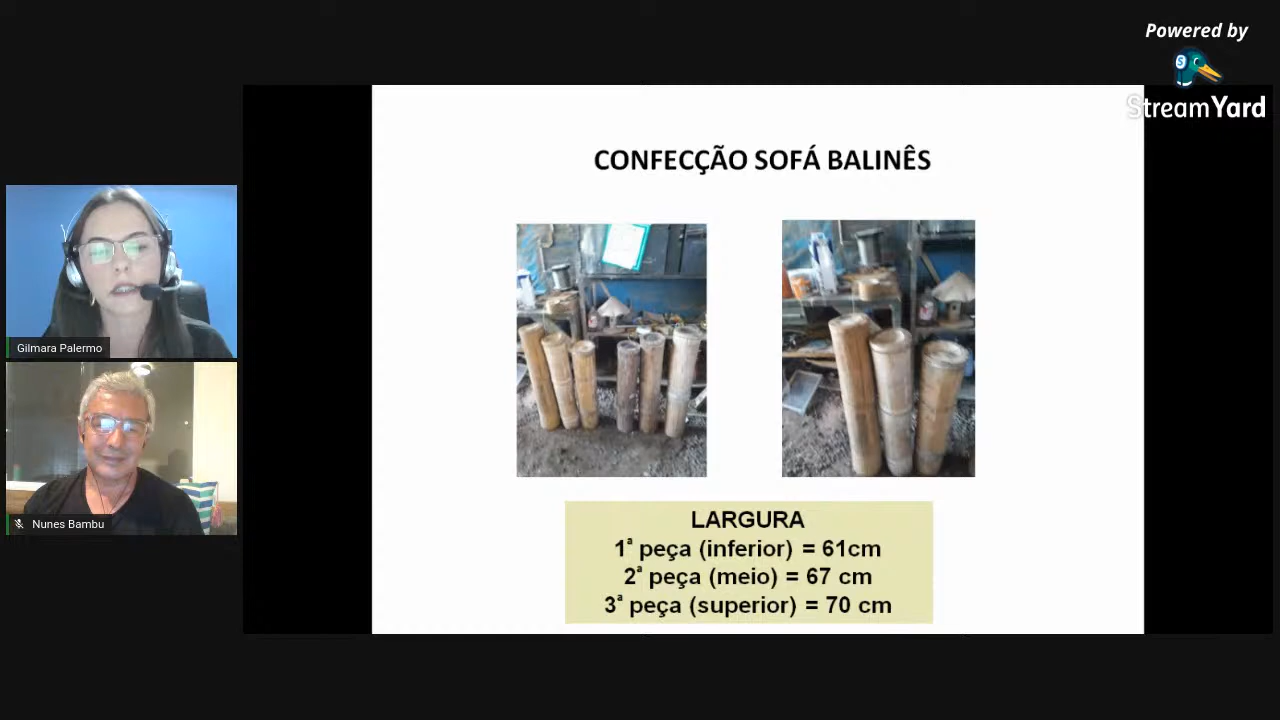 Powered by
StreamYard
CONFECÇÃO SOFÁ BALINÊS
Gilmara Palermo
Nunes Bambu
LARGURA
1ª peça (inferior) = 61cm
2ª peça (meio) = 67 cm
3ª peça (superior) = 70 cm